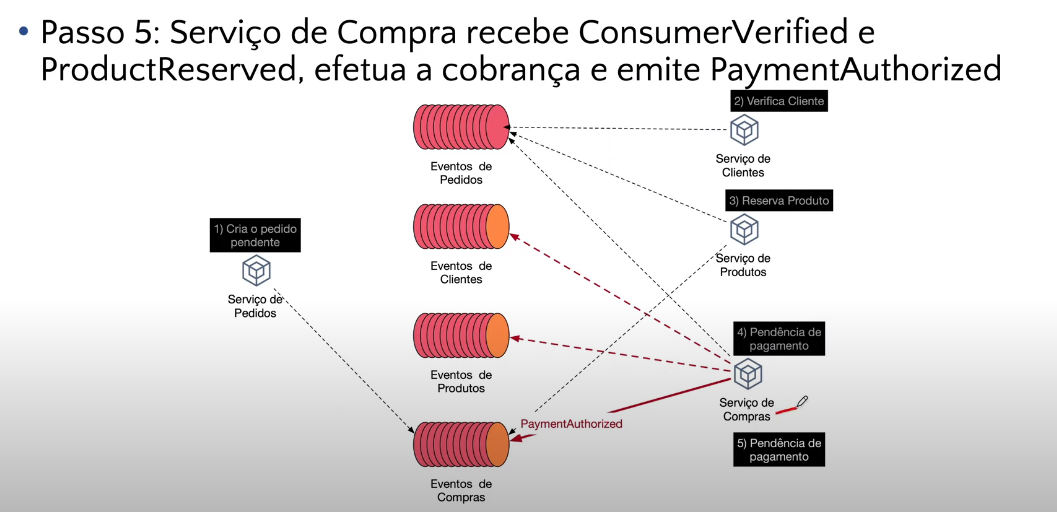 • Passo 5: Serviço de Compra recebe ConsumerVerified e
ProductReserved, efetua a cobrança e emite PaymentAuthorized
2) Verifica Cliente
Serviço de
Clientes
Eventos de
Pedidos
3) Reserva Produto
Serviço de
Produtos
1) Cria o pedido
pendente
Serviço de
Pedidos
Eventos de
Clientes
4) Pendência de
pagamento
Serviço de
Compras
Eventos de
Produtos
PaymentAuthorized
5) Pendência de
pagamento
Eventos de
Compras